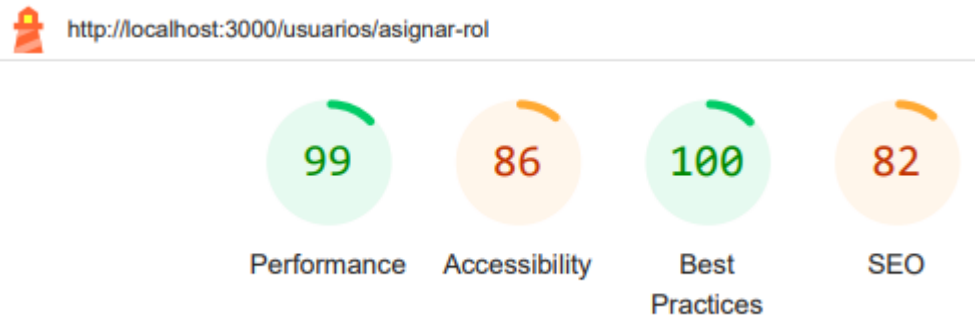 http://localhost:3000/usuarios/asignar-rol
99
86
100
82
Performance
Accessibility
Best
Practices
SEO